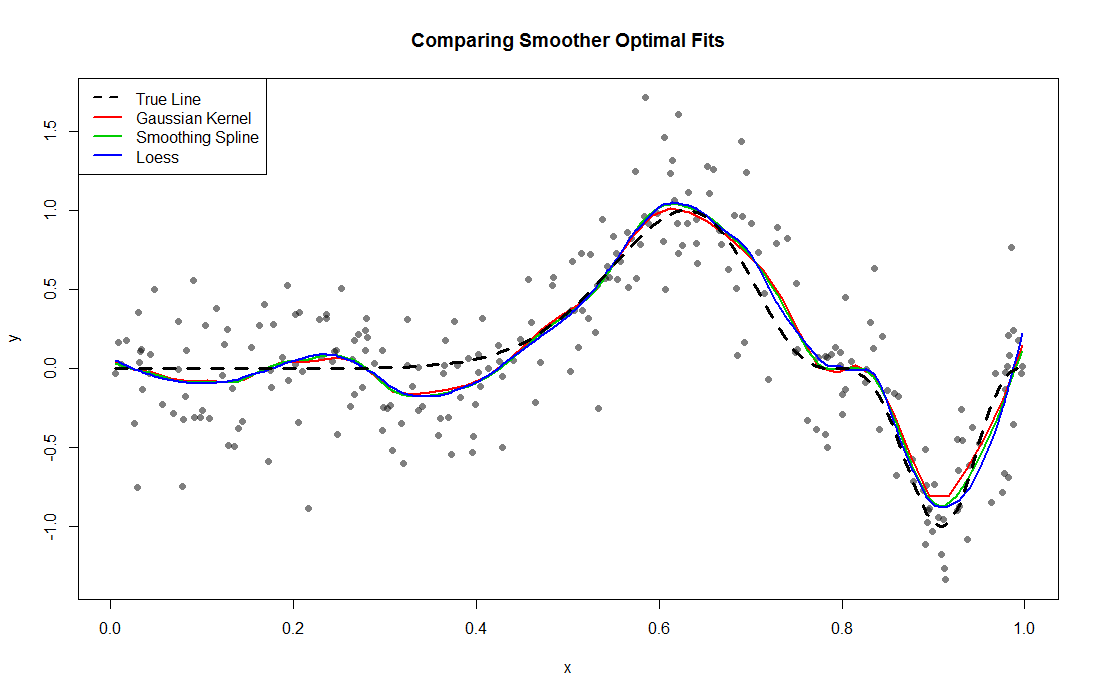 Comparing Smoother Optimal Fits
True Line
Gaussian Kernel
Smoothing Spline
Loess
1.5
1.0
0.5
0.0
-0.5
-1.0
y
0.0 0.2 0.4 0.6 0.8 1.0
x